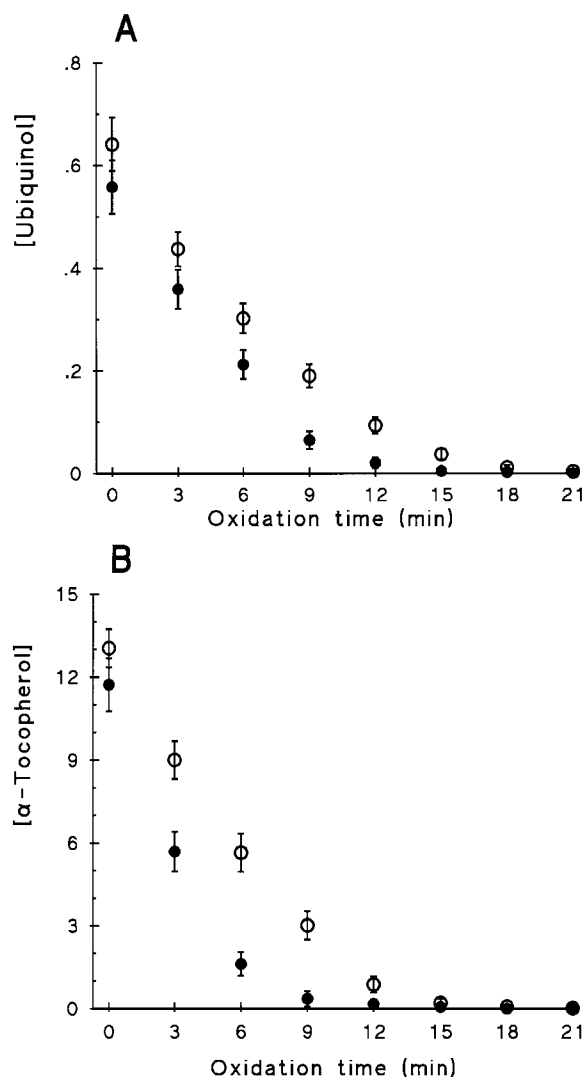 A
.8
.6
.4
.2
0
[Ubiquinol]
0 3 6 9 12 15 18 21
Oxidation time (min)
B
15
12
9
6
3
0
[α-Tocopherol]
0 3 6 9 12 15 18 21
Oxidation time (min)